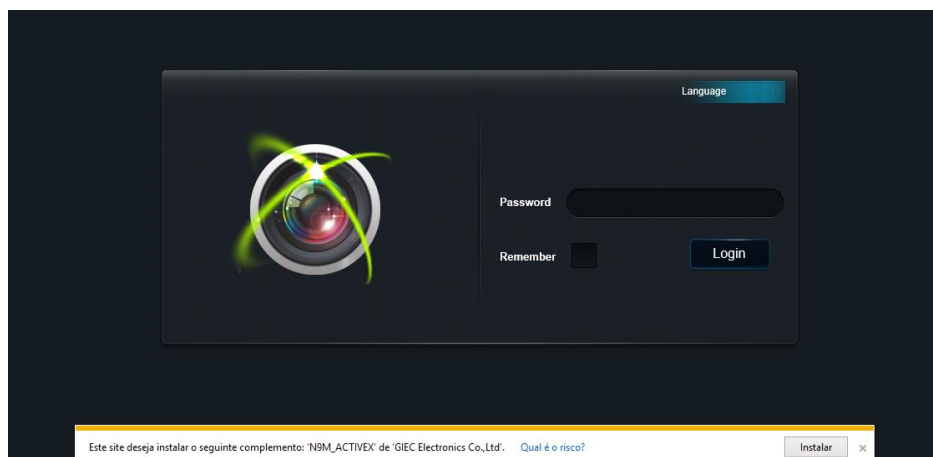 Language
Password
Remember
Login
Este site deseja instalar o seguinte complemento: 'N9M_ACTIVEX' de 'GIEC Electronics Co.,Ltd'. Qual é o risco? Instalar ×